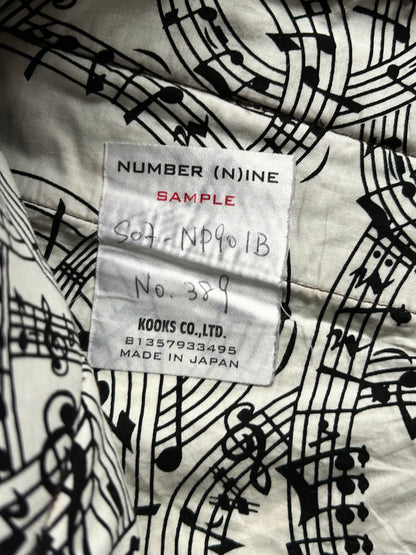 NUMBER (N)INE
SAMPLE
S07-NP901B
No. 389
KOOKS CO.,LTD.
81357933495
MADE IN JAPAN